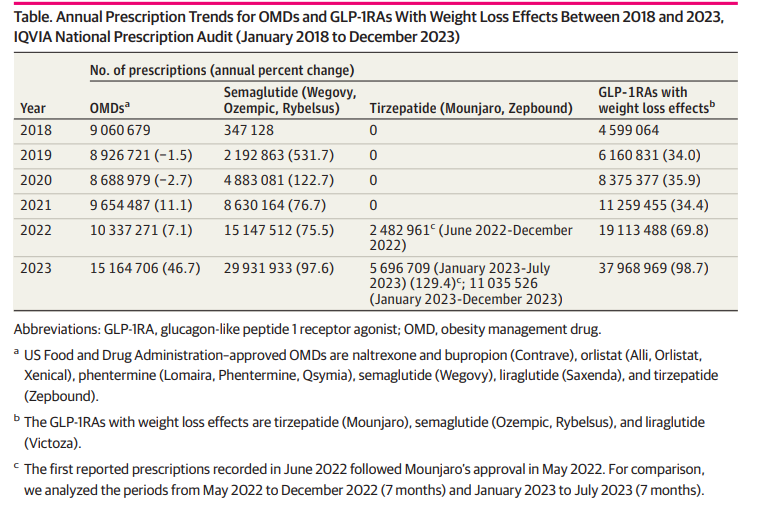 Table. Annual Prescription Trends for OMDs and GLP-1RAs With Weight Loss Effects Between 2018 and 2023,
IQVIA National Prescription Audit (January 2018 to December 2023)
No. of prescriptions (annual percent change)
Year OMDsa Semaglutide (Wegovy, Ozempic, Rybelsus) Tirzepatide (Mounjaro, Zepbound) GLP-1RAs with weight loss effectsb
2018 9 060 679 347 128 0 4 599 064
2019 8 926 721 (−1.5) 2 192 863 (531.7) 0 6 160 831 (34.0)
2020 8 688 979 (−2.7) 4 883 081 (122.7) 0 8 375 377 (35.9)
2021 9 654 487 (11.1) 8 630 164 (76.7) 0 11 259 455 (34.4)
2022 10 337 271 (7.1) 15 147 512 (75.5) 2 482 961c (June 2022-December 2022) 19 113 488 (69.8)
2023 15 164 706 (46.7) 29 931 933 (97.6) 5 696 709 (January 2023-July 2023) (129.4)c; 11 035 526 (January 2023-December 2023) 37 968 969 (98.7)
Abbreviations: GLP-1RA, glucagon-like peptide 1 receptor agonist; OMD, obesity management drug.
a US Food and Drug Administration–approved OMDs are naltrexone and bupropion (Contrave), orlistat (Alli, Orlistat,
Xenical), phentermine (Lomaira, Phentermine, Qsymia), semaglutide (Wegovy), liraglutide (Saxenda), and tirzepatide
(Zepbound).
b The GLP-1RAs with weight loss effects are tirzepatide (Mounjaro), semaglutide (Ozempic, Rybelsus), and liraglutide
(Victoza).
c The first reported prescriptions recorded in June 2022 followed Mounjaro's approval in May 2022. For comparison,
we analyzed the periods from May 2022 to December 2022 (7 months) and January 2023 to July 2023 (7 months).